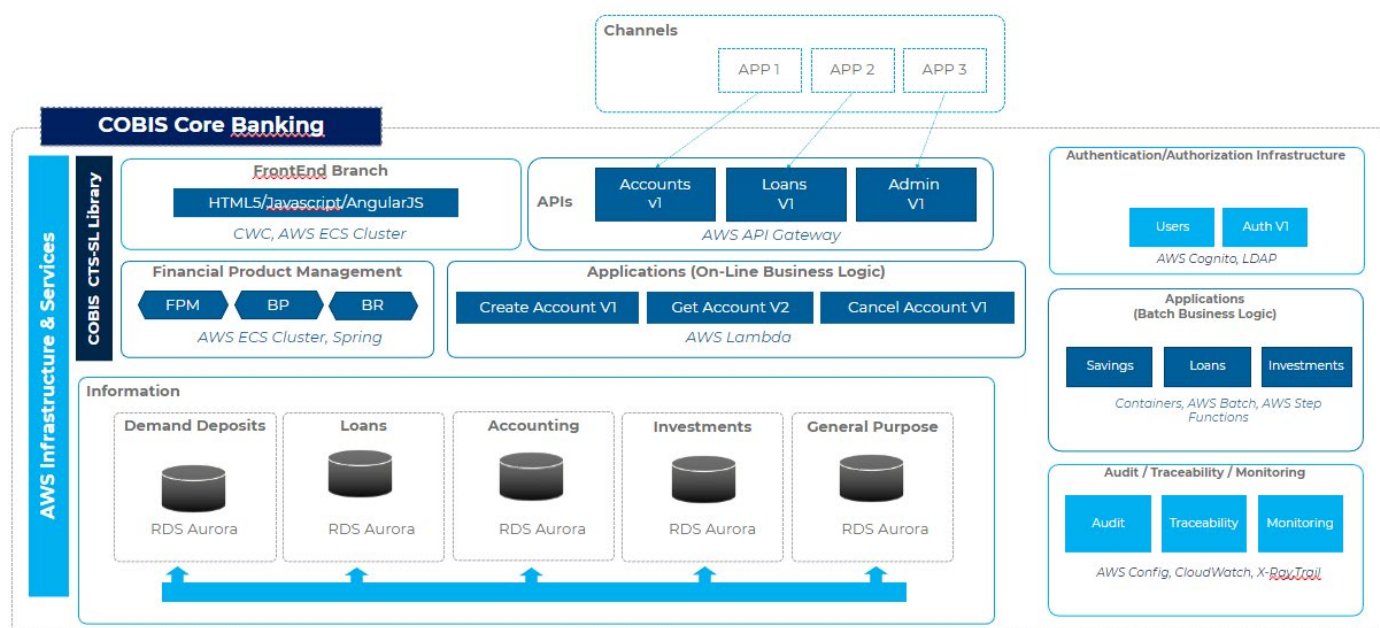 Channels
APP 1
APP 2
APP 3
COBIS Core Banking
AWS Infrastructure & Services
COBIS CTS-SL Library
FrontEnd Branch
HTML5/Javascript/AngularJS
CWC, AWS ECS Cluster
APIs
Accounts
v1
Loans
V1
Admin
V1
AWS API Gateway
Authentication/Authorization Infrastructure
Users
Auth V1
AWS Cognito, LDAP
Financial Product Management
FPM
BP
BR
AWS ECS Cluster, Spring
Applications (On-Line Business Logic)
Create Account V1
Get Account V2
Cancel Account V1
AWS Lambda
Applications
(Batch Business Logic)
Savings
Loans
Investments
Containers, AWS Batch, AWS Step
Functions
Information
Demand Deposits
RDS Aurora
Loans
RDS Aurora
Accounting
RDS Aurora
Investments
RDS Aurora
General Purpose
RDS Aurora
Audit / Traceability / Monitoring
Audit
Traceability
Monitoring
AWS Config, CloudWatch, X-Ray,Trail